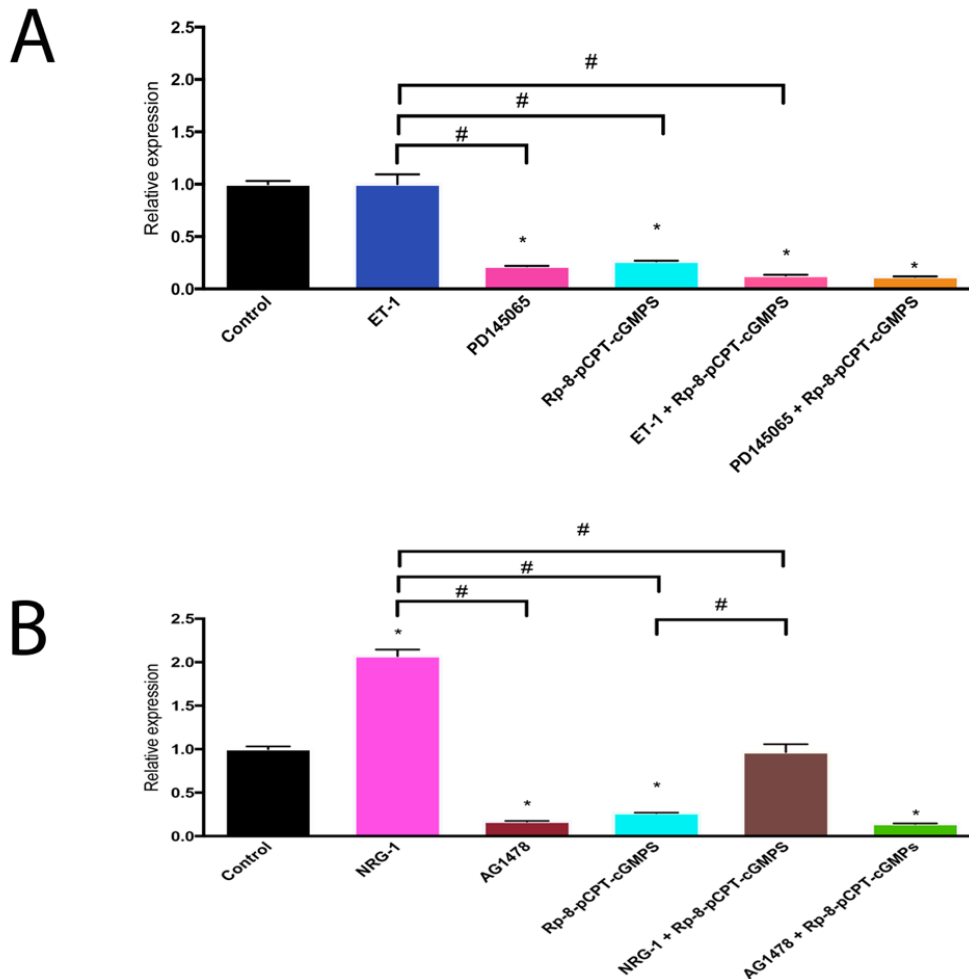 A
2.5
2.0
1.5
1.0
0.5
0.0
Relative expression
#
#
#
*
*
*
*
Control
ET-1
PD145065
Rp-8-pCPT-cGMPS
ET-1 + Rp-8-pCPT-cGMPS
PD145065 + Rp-8-pCPT-cGMPS
B
2.5
2.0
1.5
1.0
0.5
0.0
Relative expression
#
#
#
#
*
*
*
*
Control
NRG-1
AG1478
Rp-8-pCPT-cGMPS
NRG-1 + Rp-8-pCPT-cGMPS
AG1478 + Rp-8-pCPT-cGMPs